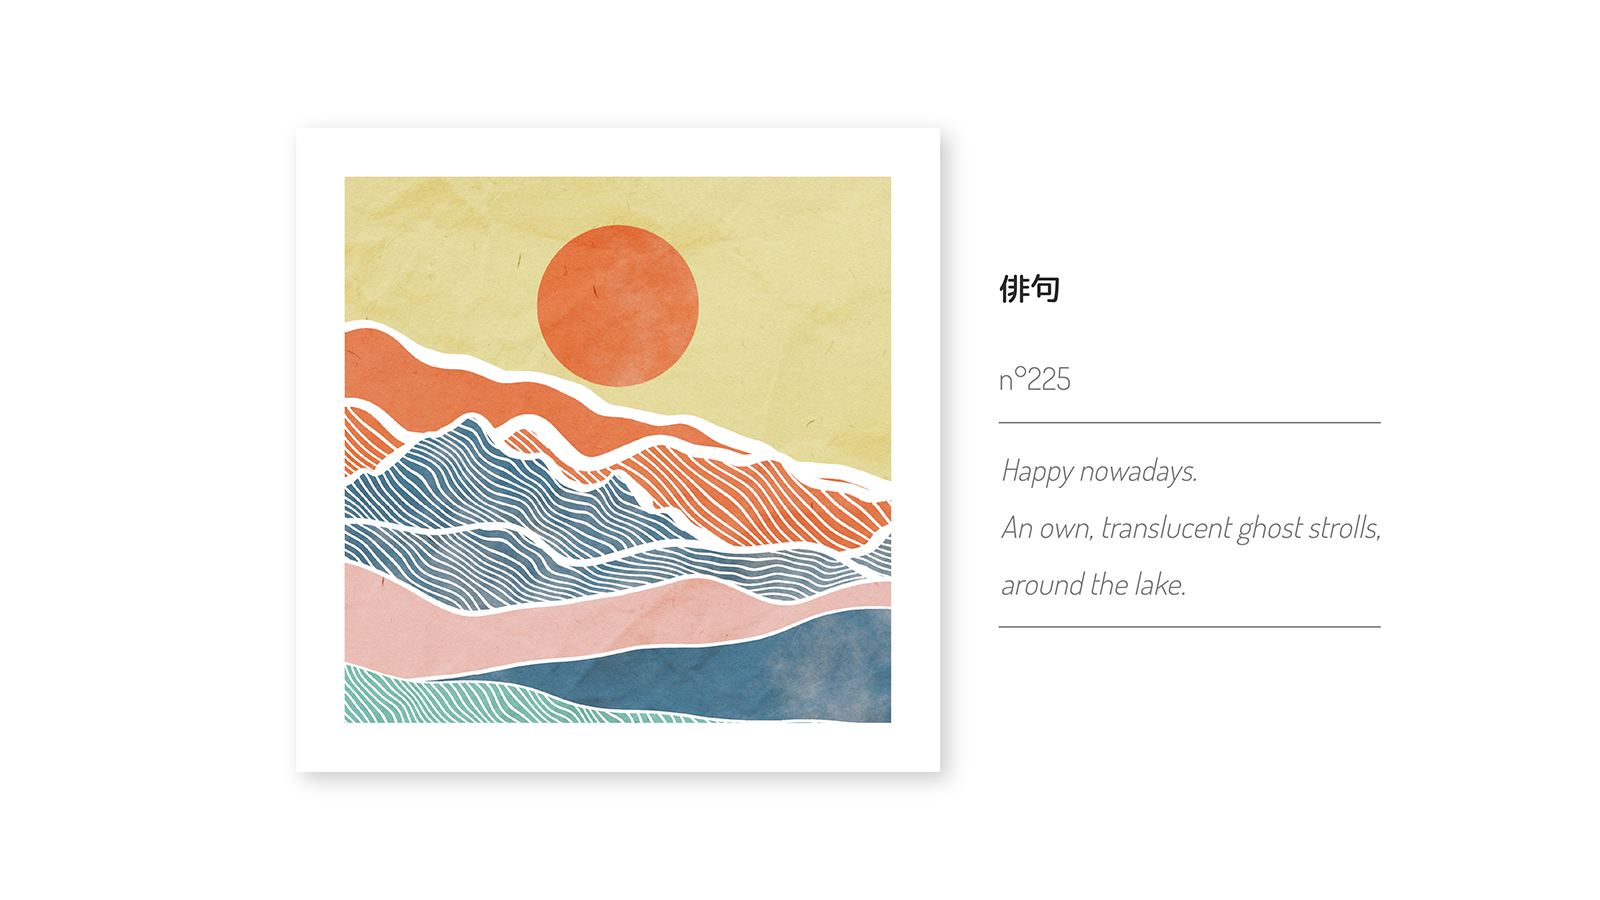 俳句
n°225
Happy nowadays.
An own, translucent ghost strolls,
around the lake.